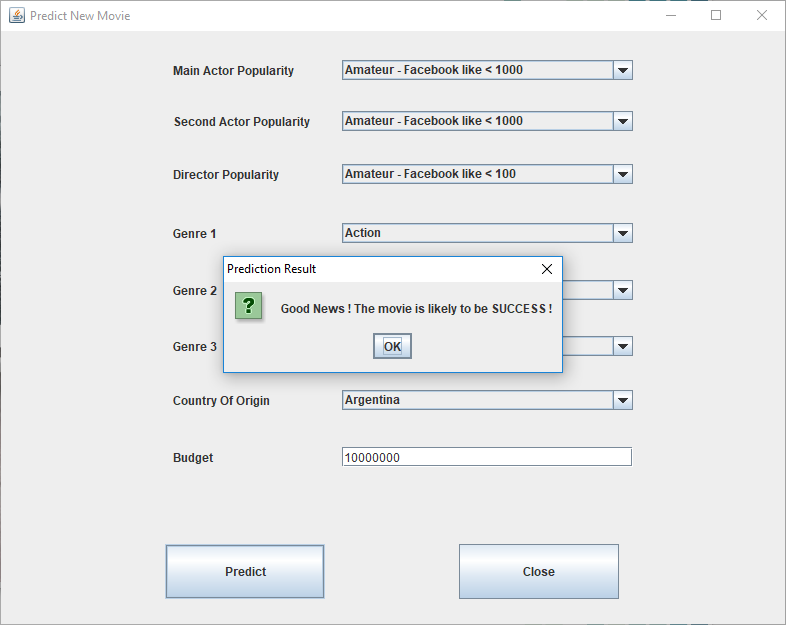 Predict New Movie
Main Actor Popularity Amateur - Facebook like < 1000
Second Actor Popularity Amateur - Facebook like < 1000
Director Popularity Amateur - Facebook like < 100
Genre 1 Action
Prediction Result
Genre 2
Good News ! The movie is likely to be SUCCESS !
?
OK
Genre 3
Country Of Origin Argentina
Budget 10000000
Predict Close